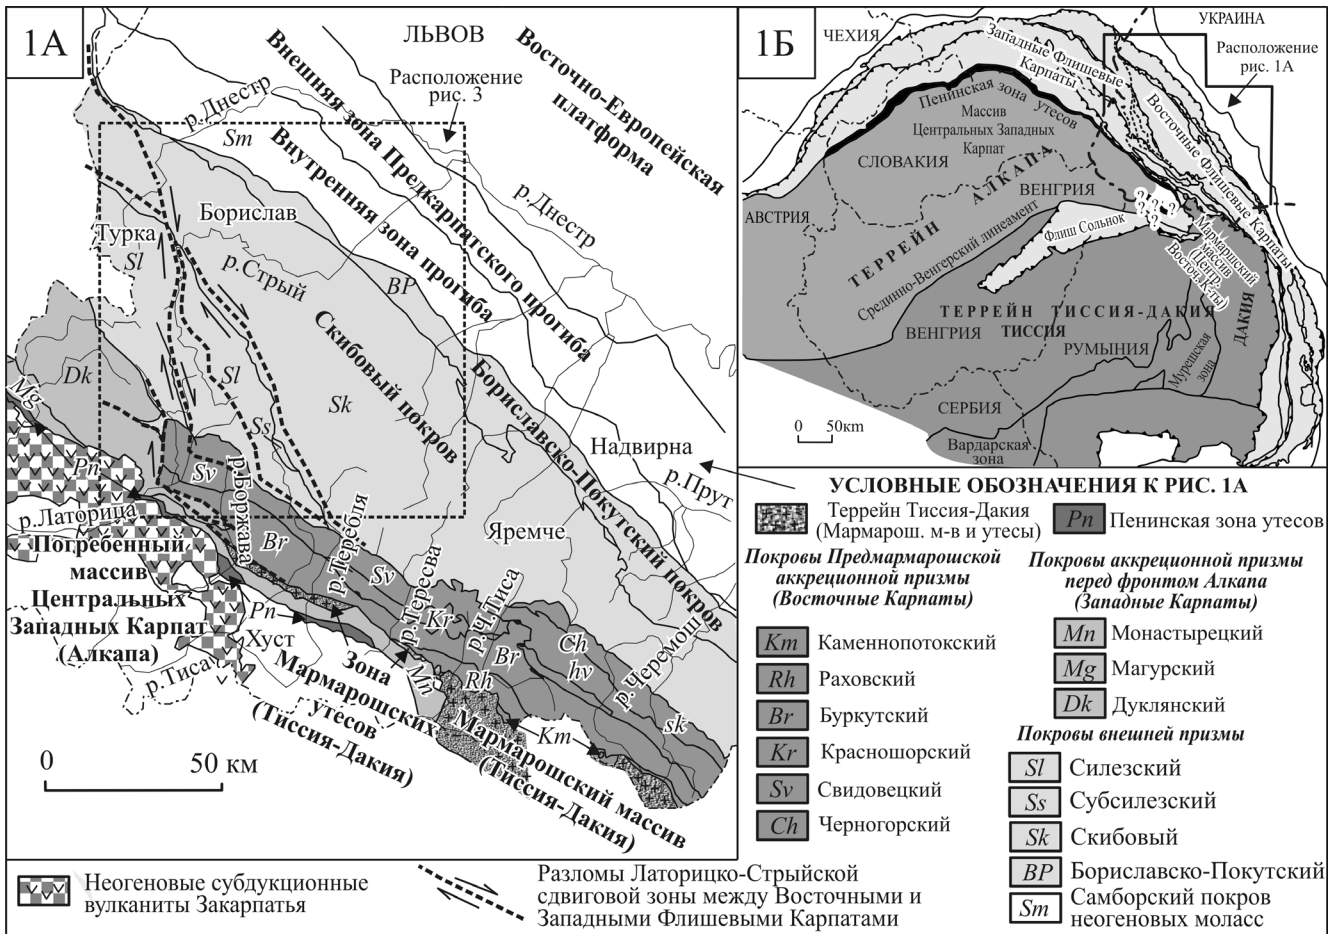 1А
ЛЬВОВ
Расположение
рис. 3
Восточно-Европейская
платформа
Внешняя зона Предкарпатского прогиба
Внутренняя зона прогиба
р.Днестр
Sm
р.Днестр
Борислав
Турка
Sl
р.Стрый
BP
Скибовый покров
Бориславско-Покутский покров
Dk
Sl
Sk
Ss
Mg
Надвирна
р.Прут
Pn
Sv
р.Боржава
р.Латорица
Br
р.Теребля
Яремче
Погребенный
массив
Центральных
Западных Карпат
(Алкапа)
Sv
р.Тересва
Kr
р.Ч.Тиса
Pn
Хуст
Ch
hv
Br
р.Черемош
р.Тиса
Зона
Мармарошских
утесов
(Тиссия-Дакия)
Mn
Rh
sk
Km
Мармарошский массив
(Тиссия-Дакия)
0 50 км
1Б
ЧЕХИЯ
УКРАИНА
Западные Флишевые
Карпаты
Расположение
рис. 1А
Пенинская зона утесов
Массив
Центральных Западных
Карпат
Восточные Флишевые Карпаты
СЛОВАКИЯ
ТЕРРЕЙН АЛКАПА
ВЕНГРИЯ
АВСТРИЯ
Флиш Сольнок
? ? ? ? ? ?
Срединно-Венгерский линеамент
Мармарошский
массив
(Центр.
Восточ.К-ты)
ТЕРРЕЙН ТИССИЯ-ДАКИЯ
ВЕНГРИЯ ТИССИЯ
ДАКИЯ
РУМЫНИЯ
Мурешская
зона
СЕРБИЯ
0 50km
Вардарская
зона
УСЛОВНЫЕ ОБОЗНАЧЕНИЯ К РИС. 1А
Террейн Тиссия-Дакия
(Мармарош. м-в и утесы)
Pn Пенинская зона утесов
Покровы Предмармарошской
аккреционной призмы
(Восточные Карпаты)
Km Каменнопотокский
Rh Раховский
Br Буркутский
Kr Красношорский
Sv Свидовецкий
Ch Черногорский
Покровы аккреционной призмы
перед фронтом Алкапа
(Западные Карпаты)
Mn Монастырецкий
Mg Магурский
Dk Дуклянский
Покровы внешней призмы
Sl Силезский
Ss Субсилезский
Sk Скибовый
BP Бориславско-Покутский
Sm Самборский покров
неогеновых моласс
Неогеновые субдукционные
вулканиты Закарпатья
Разломы Латорицко-Стрыйской
сдвиговой зоны между Восточными и
Западными Флишевыми Карпатами